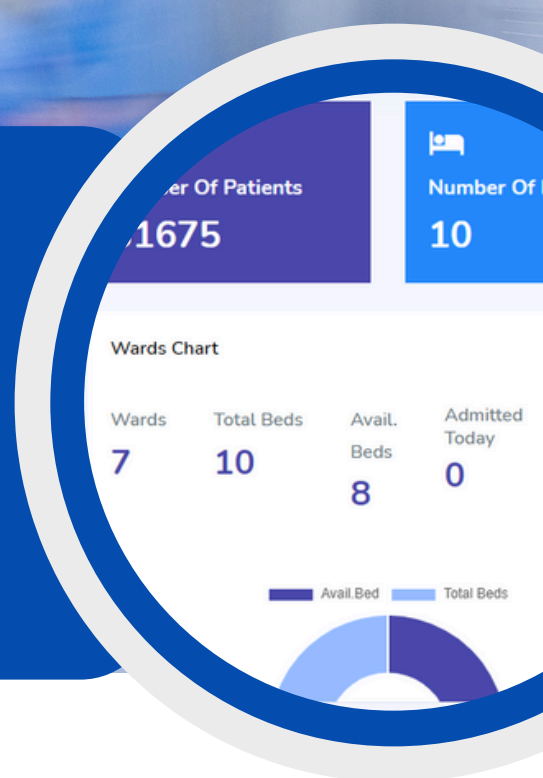 Of Patients
1675
Number Of
10
Wards Chart
Wards
7
Total Beds
10
Avail.
Beds
8
Admitted
Today
0
Avail.Bed
Total Beds